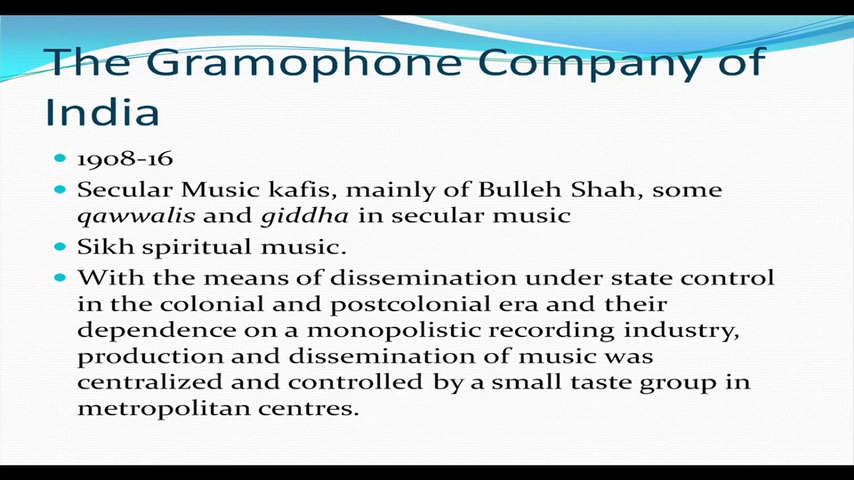 The Gramophone Company of
India
• 1908-16
• Secular Music kafis, mainly of Bulleh Shah, some
qawwalis and giddha in secular music
• Sikh spiritual music.
• With the means of dissemination under state control
in the colonial and postcolonial era and their
dependence on a monopolistic recording industry,
production and dissemination of music was
centralized and controlled by a small taste group in
metropolitan centres.